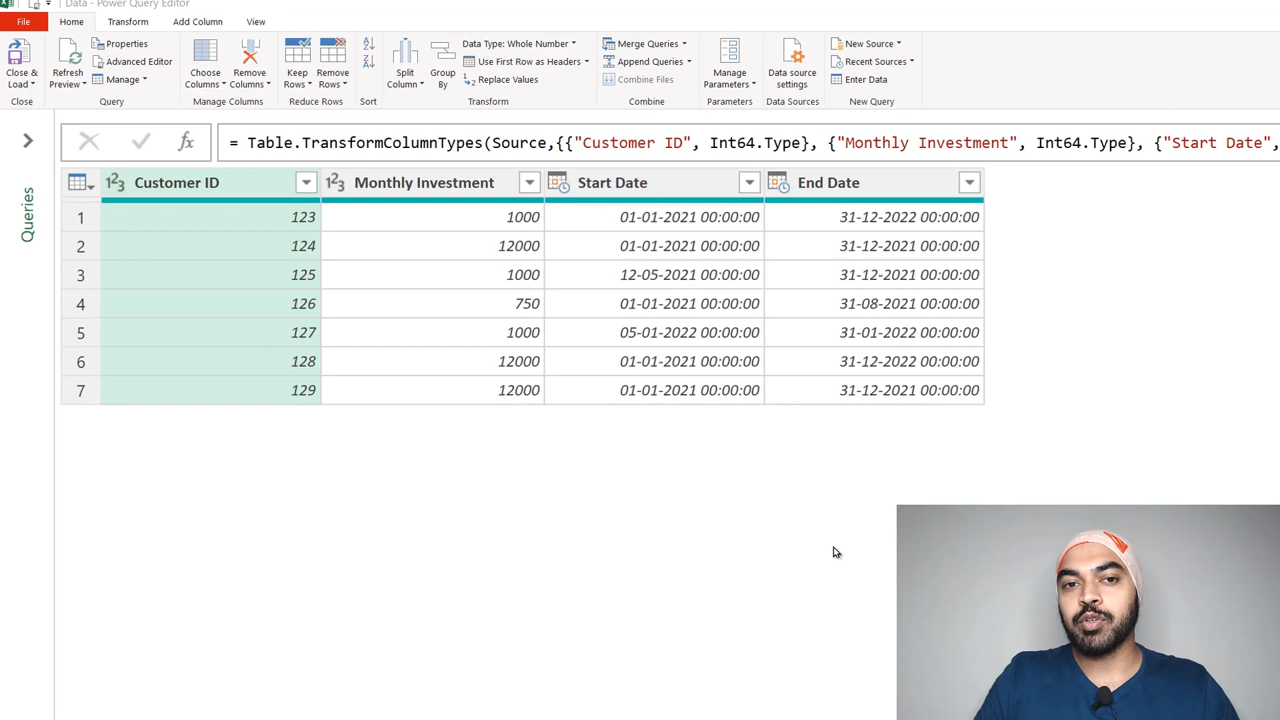 Data - Power Query Editor
File Home Transform Add Column View
Close & Load
Close
Refresh Preview
Properties
Advanced Editor
Manage
Query
Choose Columns
Remove Columns
Manage Columns
Keep Rows
Remove Rows
Reduce Rows
Sort
Split Column
Group By
Data Type: Whole Number
Use First Row as Headers
Replace Values
Transform
Merge Queries
Append Queries
Combine Files
Combine
Manage Parameters
Parameters
Data source settings
Data Sources
New Source
Recent Sources
Enter Data
New Query
fx = Table.TransformColumnTypes(Source,{{"Customer ID", Int64.Type}, {"Monthly Investment", Int64.Type}, {"Start Date",
Queries
Customer ID Monthly Investment Start Date End Date
1 123 1000 01-01-2021 00:00:00 31-12-2022 00:00:00
2 124 12000 01-01-2021 00:00:00 31-12-2022 00:00:00
3 125 1000 12-05-2021 00:00:00 31-12-2021 00:00:00
4 126 750 01-01-2021 00:00:00 31-08-2021 00:00:00
5 127 1000 05-01-2022 00:00:00 31-01-2022 00:00:00
6 128 12000 01-01-2021 00:00:00 31-12-2022 00:00:00
7 129 12000 01-01-2021 00:00:00 31-12-2021 00:00:00